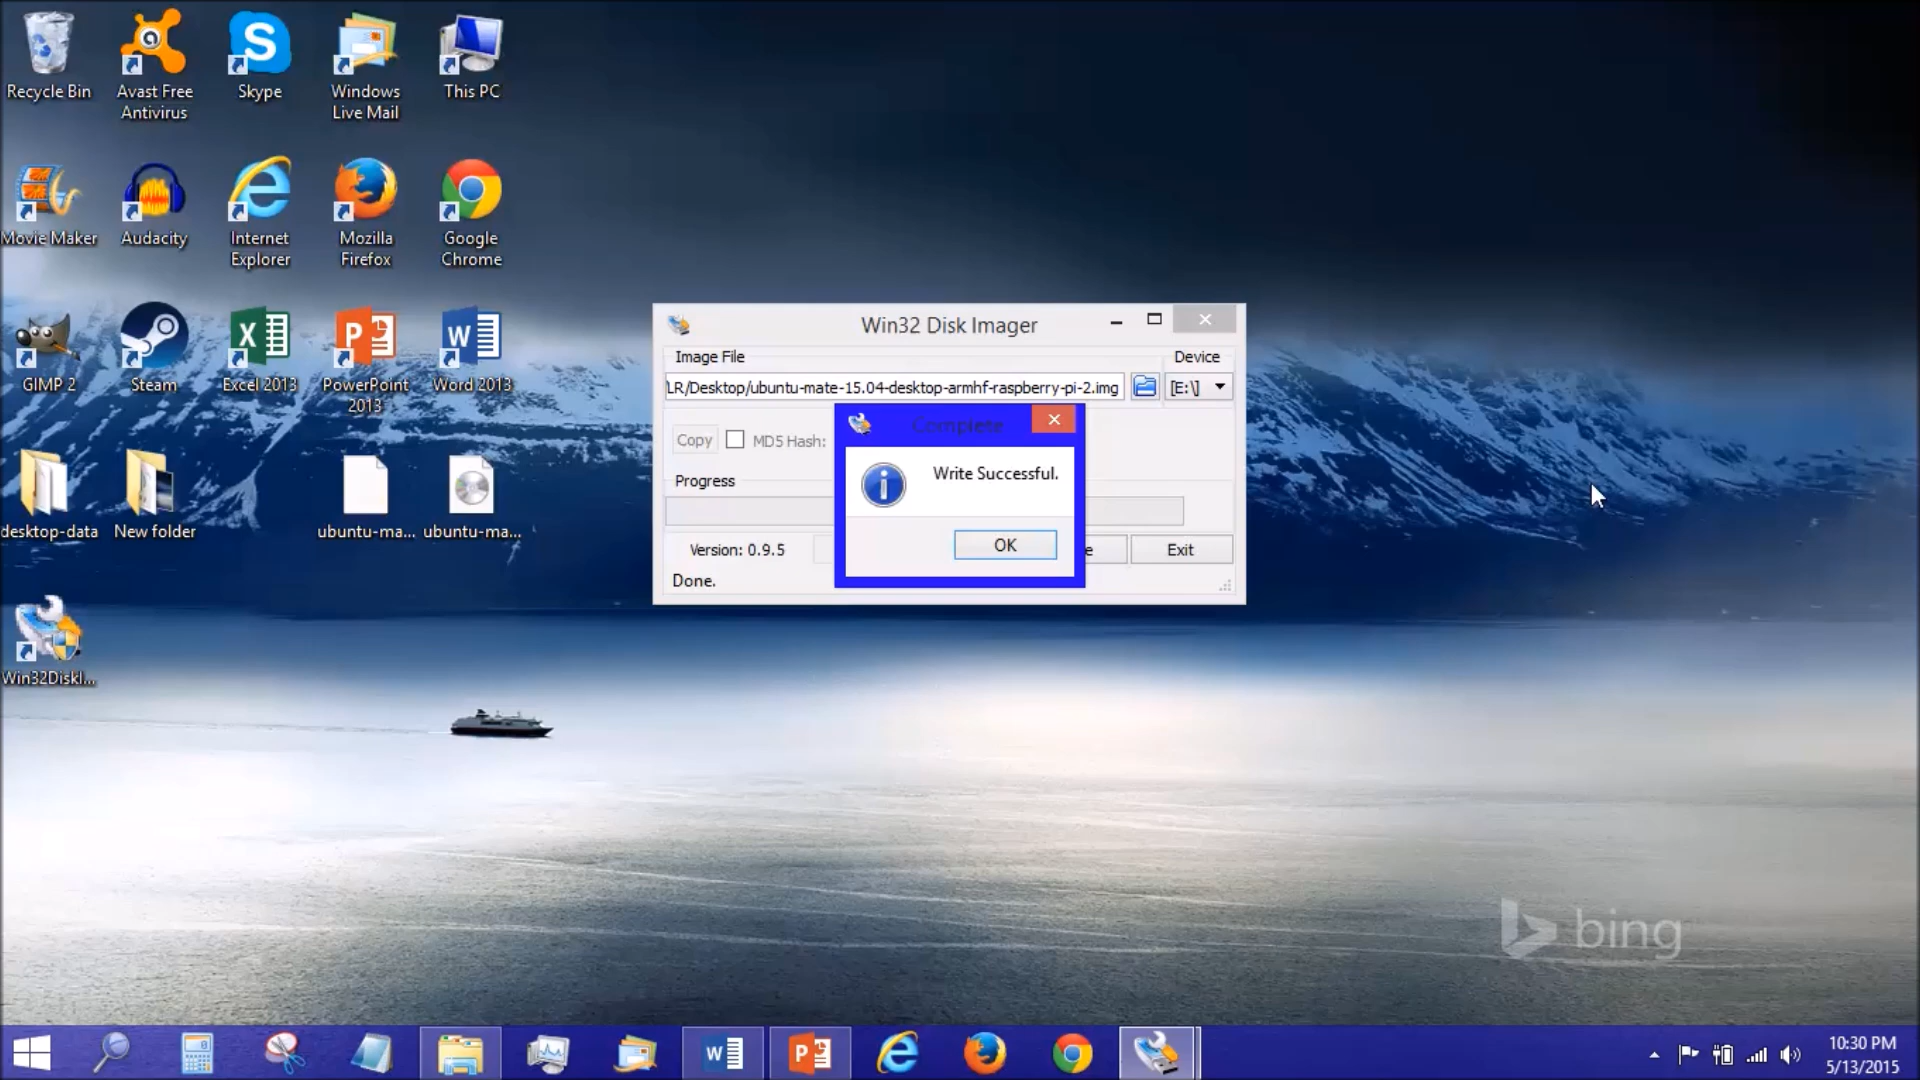 Recycle Bin
Avast Free
Antivirus
Skype
Windows
Live Mail
This PC
Movie Maker
Audacity
Internet
Explorer
Mozilla
Firefox
Google
Chrome
GIMP 2
Steam
Excel 2013
PowerPoint
2013
Word 2013
desktop-data
New folder
ubuntu-ma...
ubuntu-ma...
Win32DiskI...
Win32 Disk Imager
Image File
Device
LR/Desktop/ubuntu-mate-15.04-desktop-armhf-raspberry-pi-2.img
[E:\]
Copy
MD5 Hash:
Complete
Write Successful.
OK
Progress
Version: 0.9.5
e
Exit
Done.
bing
10:30 PM
5/13/2015